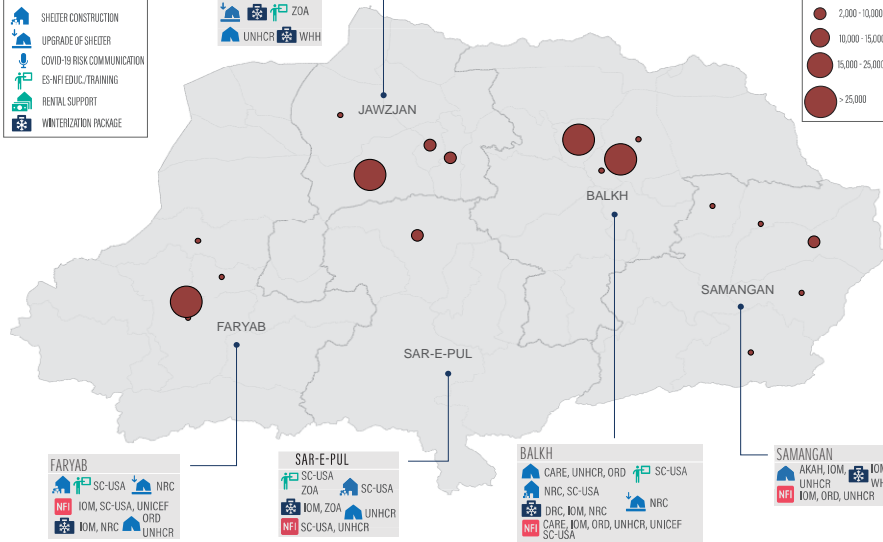 SHELTER CONSTRUCTION
UPGRADE OF SHELTER
COVID-19 RISK COMMUNICATION
ES-NFI EDUC./TRAINING
RENTAL SUPPORT
WINTERIZATION PACKAGE
ZOA
UNHCR WHH
2,000 - 10,000
10,000 - 15,000
15,000 - 25,000
> 25,000
JAWZJAN
BALKH
SAMANGAN
FARYAB
SAR-E-PUL
FARYAB
SC-USA NRC
NFI IOM, SC-USA, UNICEF
IOM, NRC ORD
UNHCR
SAR-E-PUL
SC-USA
ZOA SC-USA
IOM, ZOA UNHCR
NFI SC-USA, UNHCR
BALKH
CARE, UNHCR, ORD SC-USA
NRC, SC-USA
DRC, IOM, NRC NRC
NFI CARE, IOM, ORD, UNHCR, UNICEF
SC-USA
SAMANGAN
AKAH, IOM,
UNHCR
NFI IOM, ORD, UNHCR